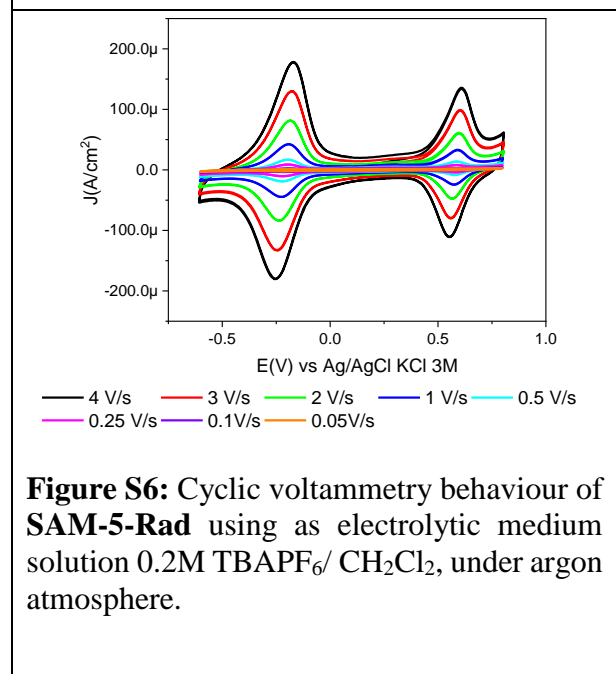 200.0µ
100.0µ
0.0
-100.0µ
-200.0µ
J(A/cm²)
-0.5 0.0 0.5 1.0
E(V) vs Ag/AgCl KCl 3M
4 V/s 3 V/s 2 V/s 1 V/s 0.5 V/s
0.25 V/s 0.1V/s 0.05V/s
Figure S6: Cyclic voltammetry behaviour of
SAM-5-Rad using as electrolytic medium
solution 0.2M TBAPF₆/ CH₂Cl₂, under argon
atmosphere.